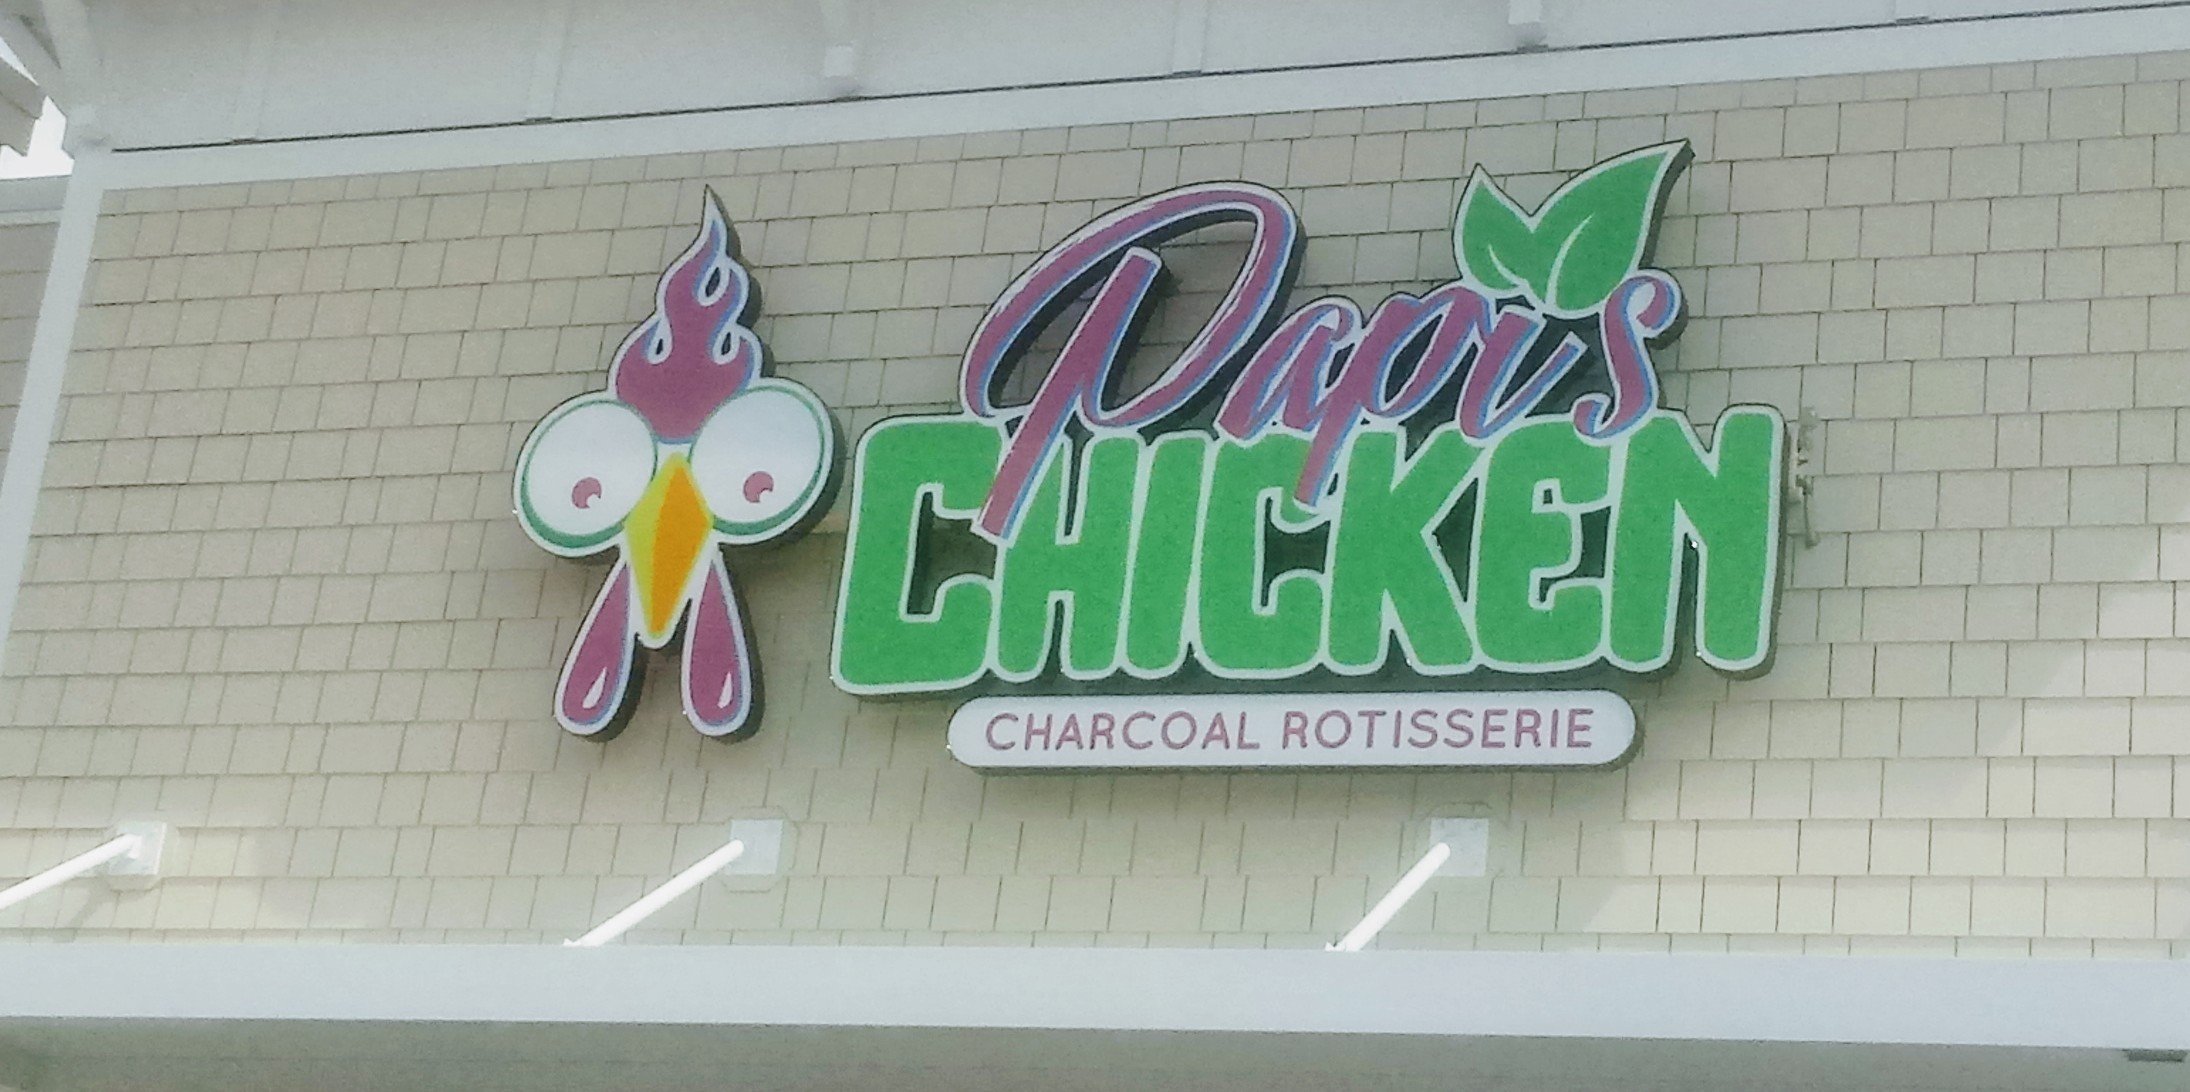 Papi's
CHICKEN
CHARCOAL ROTISSERIE